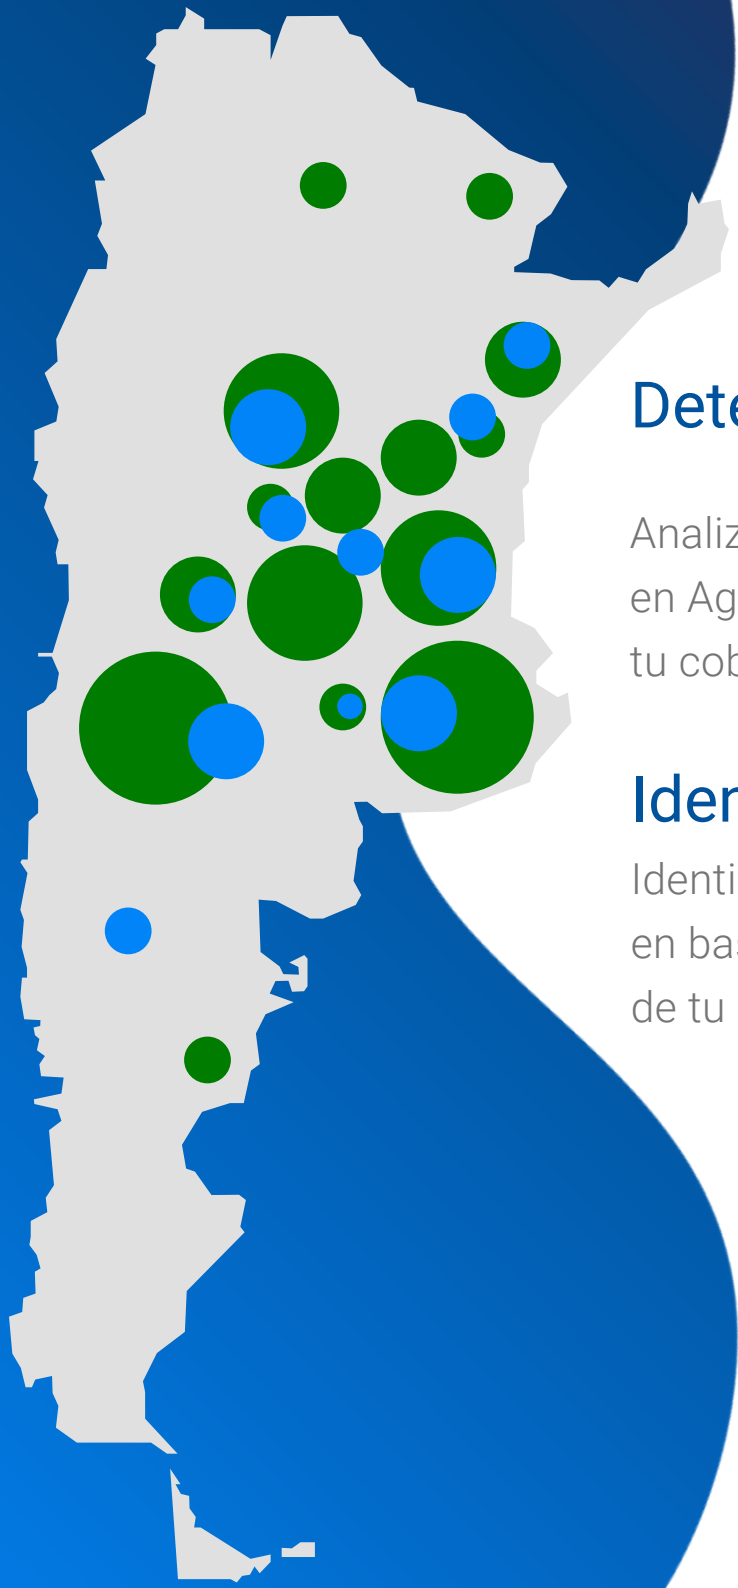 Dete
Analiz
en Ag
tu cob
Iden
Identi
en bas
de tu